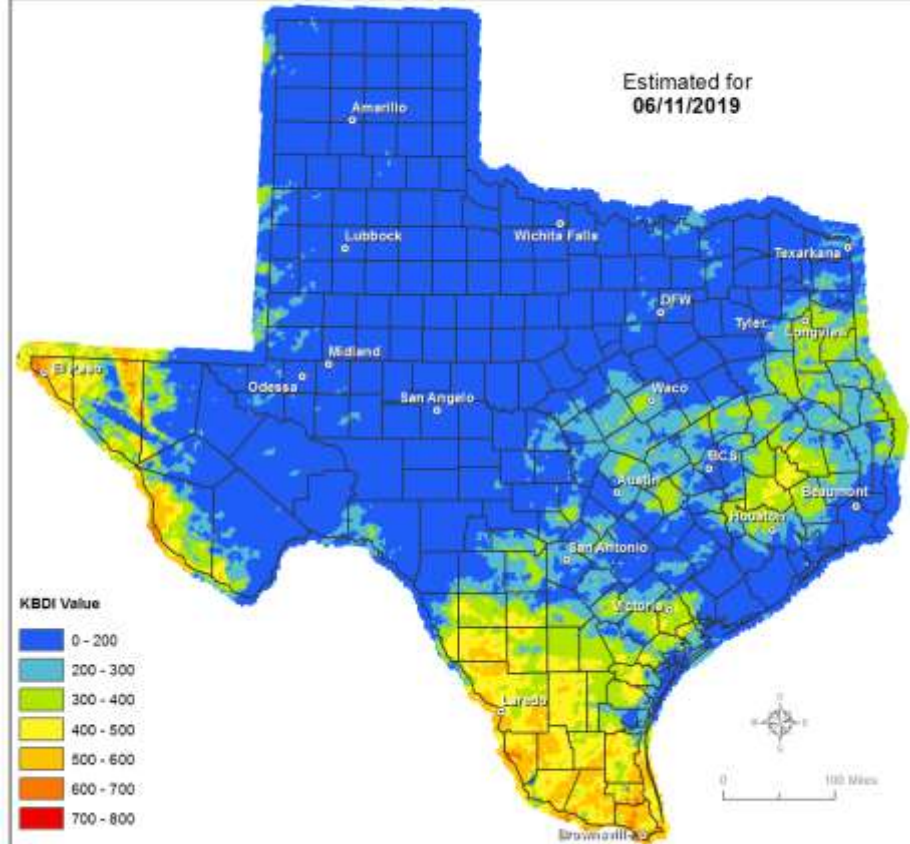 Estimated for
06/11/2019
Amarillo
Lubbock
Wichita Falls
Texarkana
DFW
Tyler
Longview
El Paso
Midland
Odessa
San Angelo
Waco
BCS
Austin
Beaumont
Houston
San Antonio
Victoria
Laredo
Brownsville
KBDI Value
0 - 200
200 - 300
300 - 400
400 - 500
500 - 600
600 - 700
700 - 800
0 100 Miles